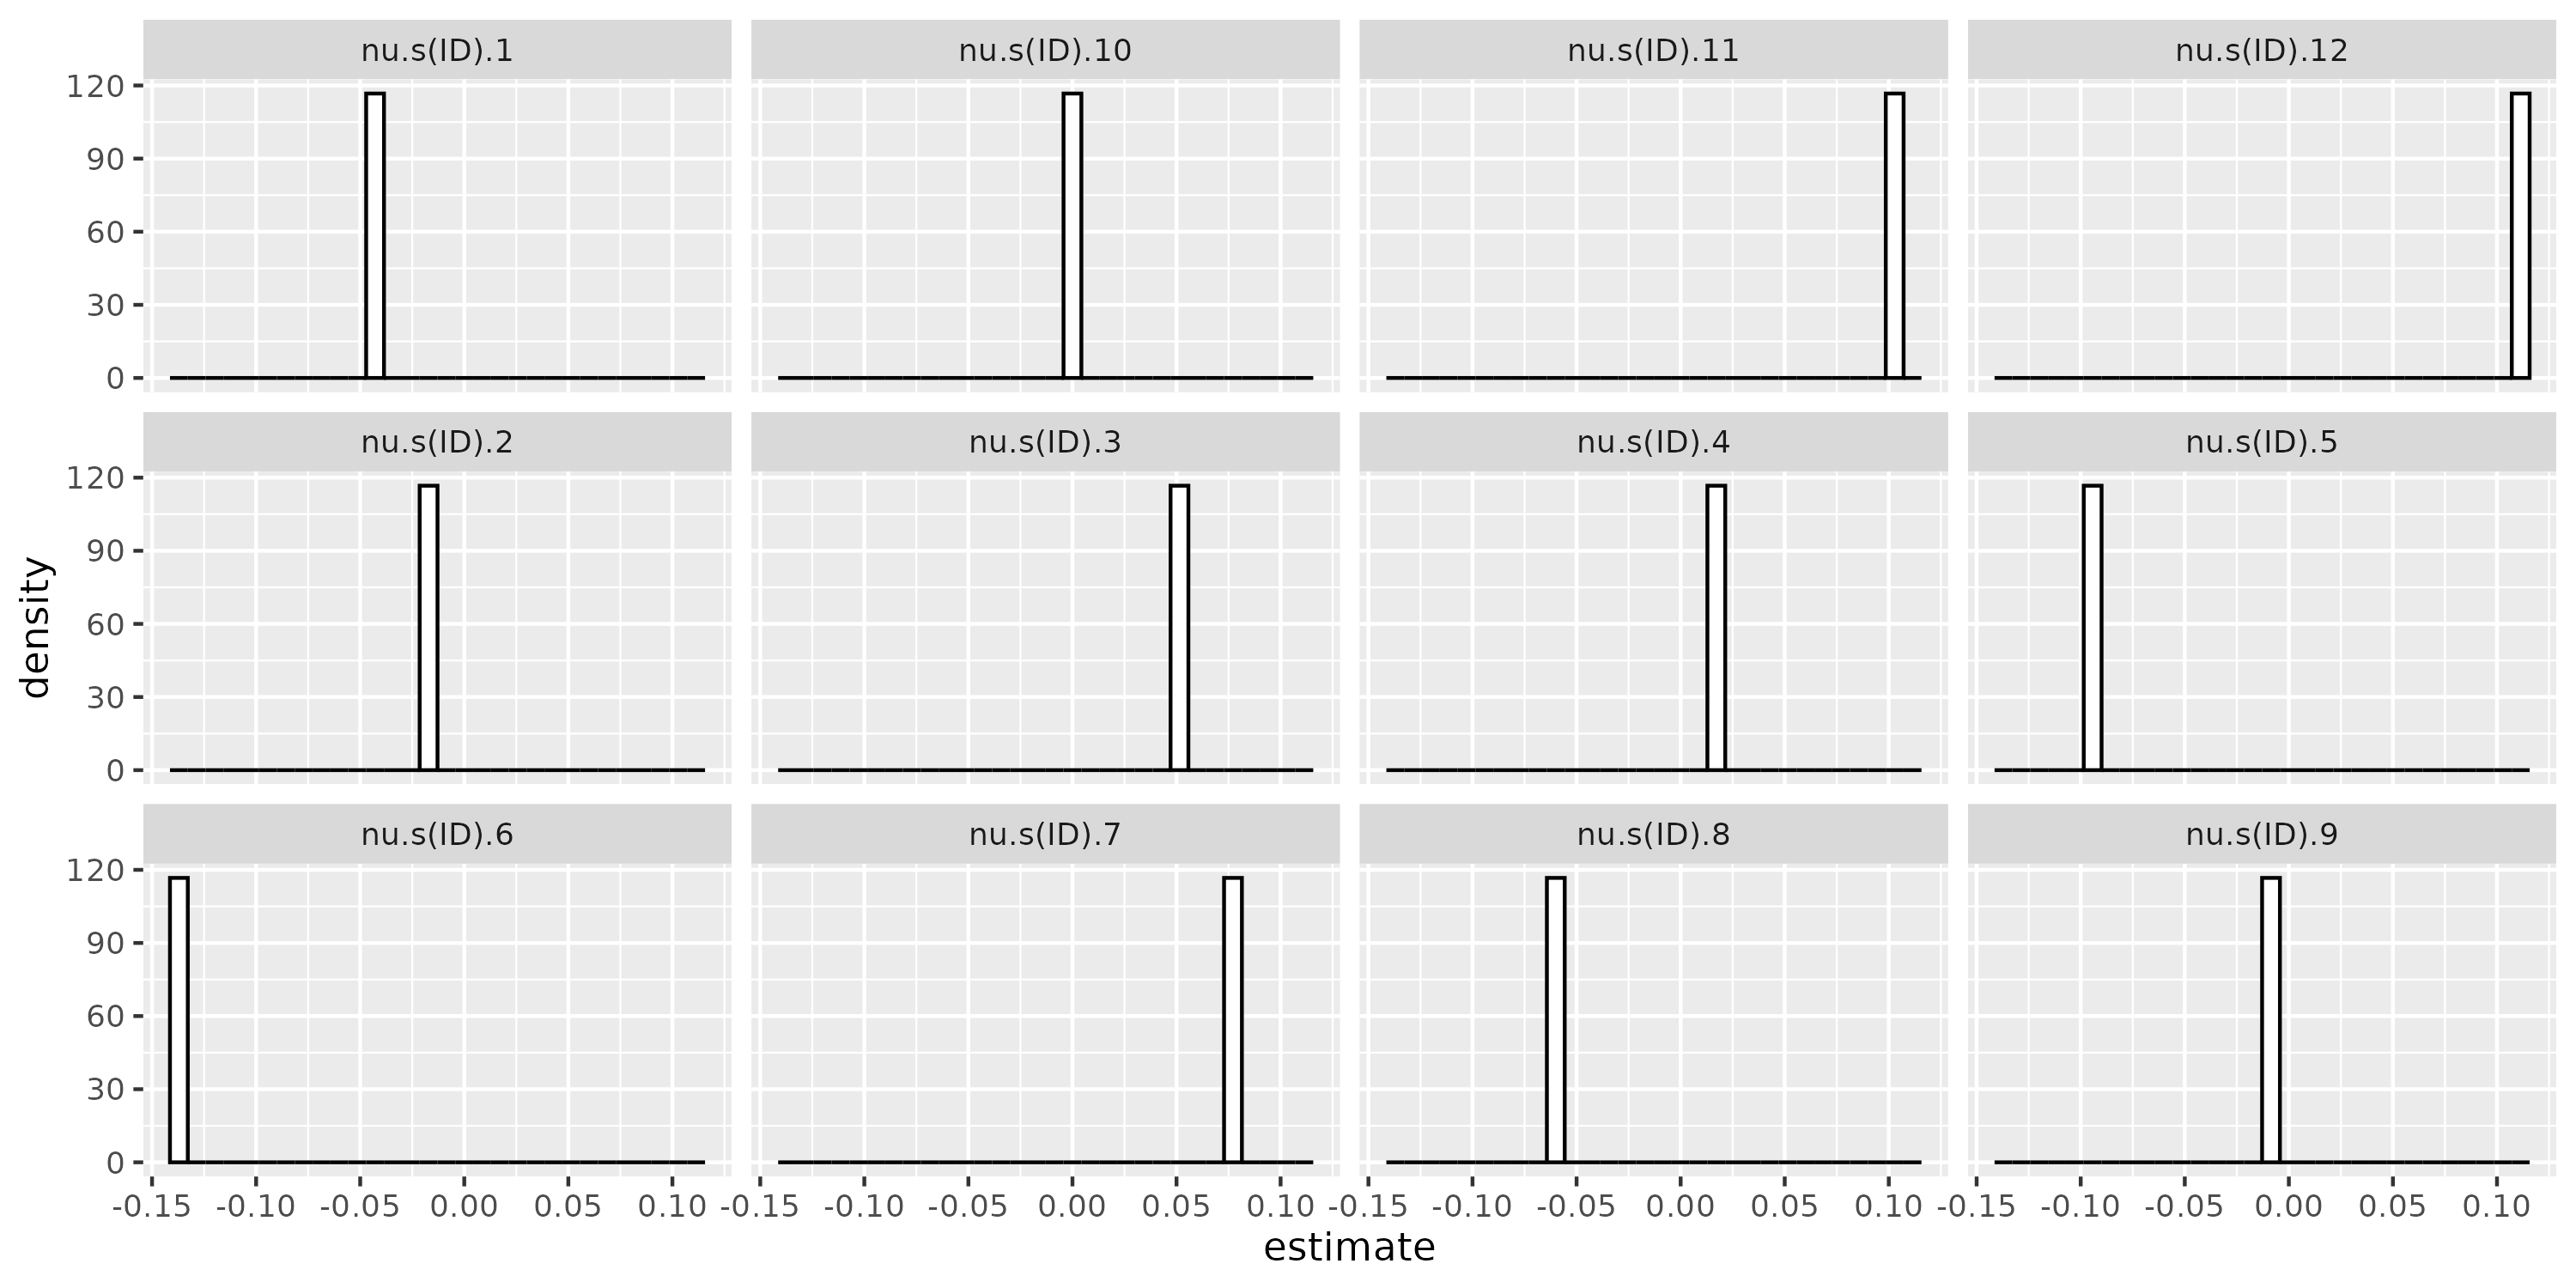 nu.s(ID).1 nu.s(ID).10 nu.s(ID).11 nu.s(ID).12
120
90
60
30
0
nu.s(ID).2 nu.s(ID).3 nu.s(ID).4 nu.s(ID).5
120
90
60
30
0
density
nu.s(ID).6 nu.s(ID).7 nu.s(ID).8 nu.s(ID).9
120
90
60
30
0
-0.15 -0.10 -0.05 0.00 0.05 0.10 -0.15 -0.10 -0.05 0.00 0.05 0.10 -0.15 -0.10 -0.05 0.00 0.05 0.10 -0.15 -0.10 -0.05 0.00 0.05 0.10
estimate